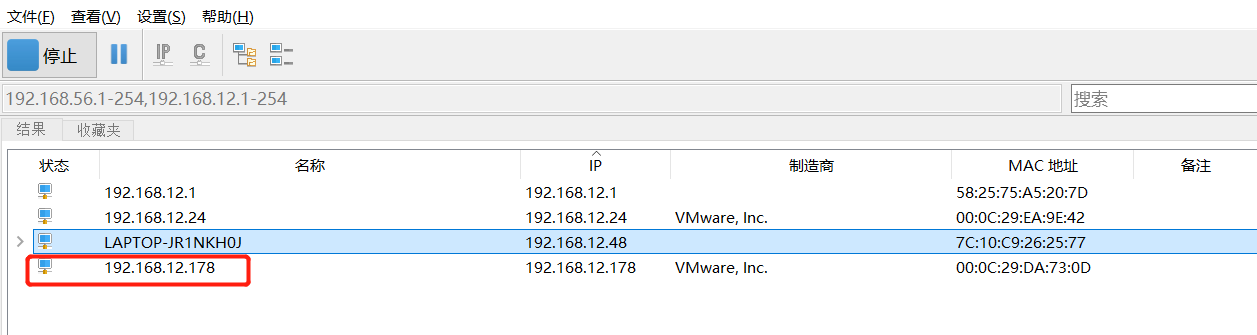 文件(F) 查看(V) 设置(S) 帮助(H)
停止 IP C
192.168.56.1-254,192.168.12.1-254 搜索
结果 收藏夹
状态 名称 IP 制造商 MAC 地址 备注
192.168.12.1 192.168.12.1 58:25:75:A5:20:7D
192.168.12.24 192.168.12.24 VMware, Inc. 00:0C:29:EA:9E:42
LAPTOP-JR1NKH0J 192.168.12.48 7C:10:C9:26:25:77
192.168.12.178 192.168.12.178 VMware, Inc. 00:0C:29:DA:73:0D